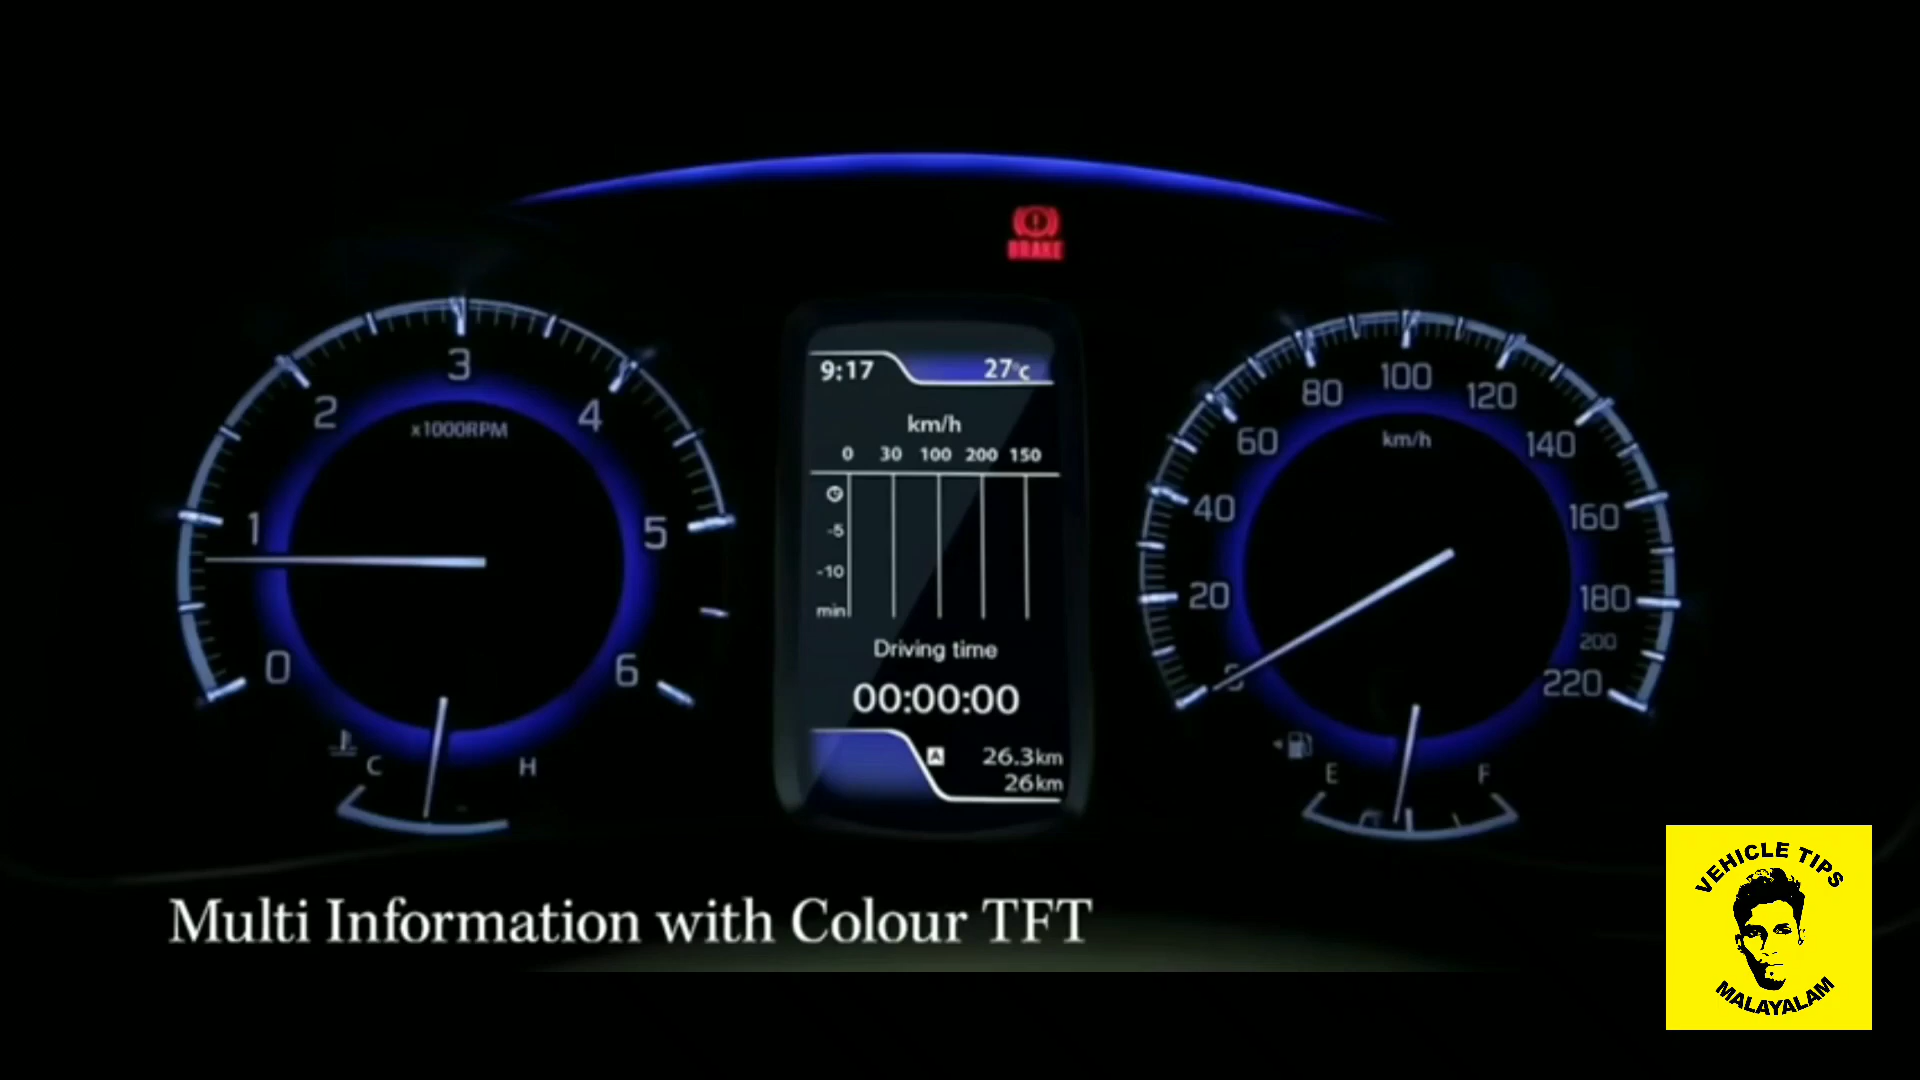 BRAKE
3
2
4
x1000RPM
1
5
0
6
C
H
9:17
27°c
km/h
0 30 100 200 150
-5
-10
min
Driving time
00:00:00
A 26.3km
26km
100
80
120
60
km/h
140
40
160
20
180
200
220
E
F
Multi Information with Colour TFT
VEHICLE TIPS
MALAYALAM